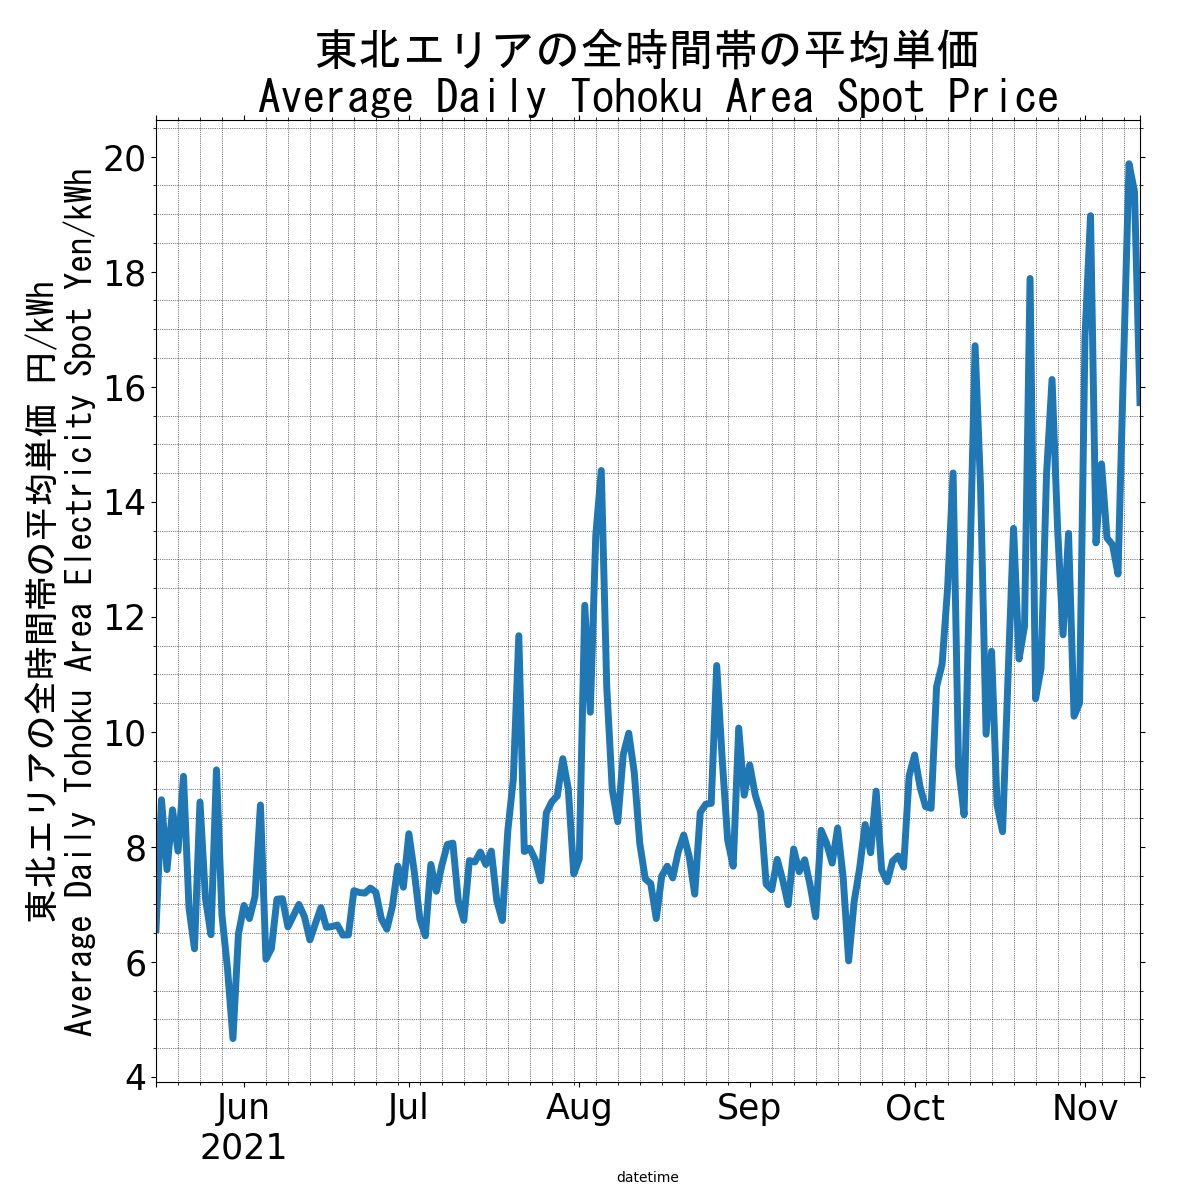 東北エリアの全時間帯の平均単価
Average Daily Tohoku Area Spot Price
東北エリアの全時間帯の平均単価 円/kWh
Average Daily Tohoku Area Electricity Spot Yen/kWh
20
18
16
14
12
10
8
6
4
Jun
2021
Jul
Aug
Sep
Oct
Nov
datetime